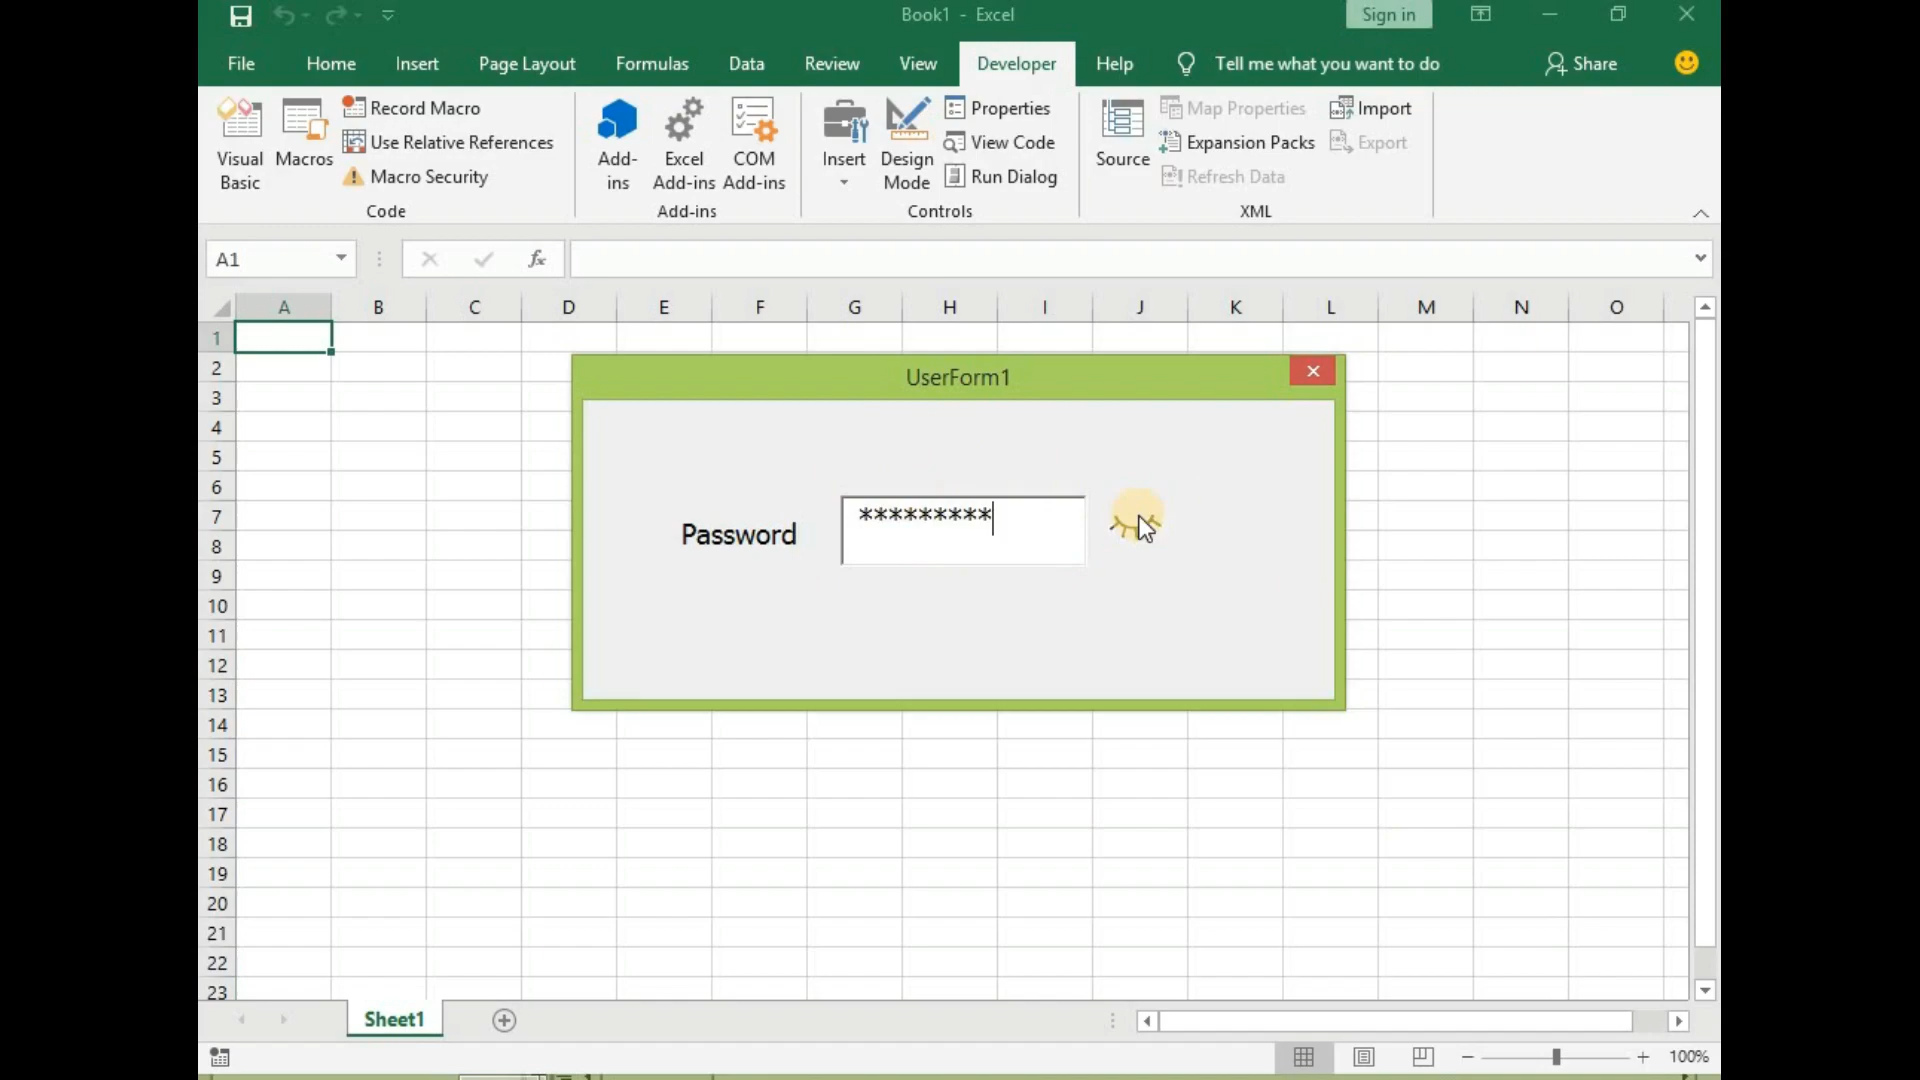 Book1 - Excel
Sign in
File Home Insert Page Layout Formulas Data Review View Developer Help Tell me what you want to do Share
Visual Basic
Macros
Record Macro
Use Relative References
Macro Security
Code
Add-ins
Excel Add-ins
COM Add-ins
Add-ins
Insert
Design Mode
Properties
View Code
Run Dialog
Controls
Source
Map Properties
Expansion Packs
Refresh Data
Import
Export
XML
A1
fx
A B C D E F G H I J K L M N O
1
2
3
4
5
6
7
8
9
10
11
12
13
14
15
16
17
18
19
20
21
22
23
UserForm1
Password
*********
Sheet1
100%